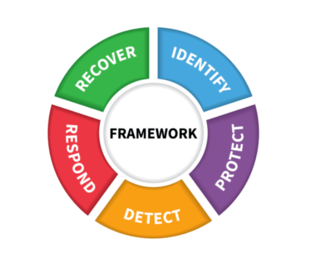 RECOVER
IDENTIFY
FRAMEWORK
RESPOND
PROTECT
DETECT